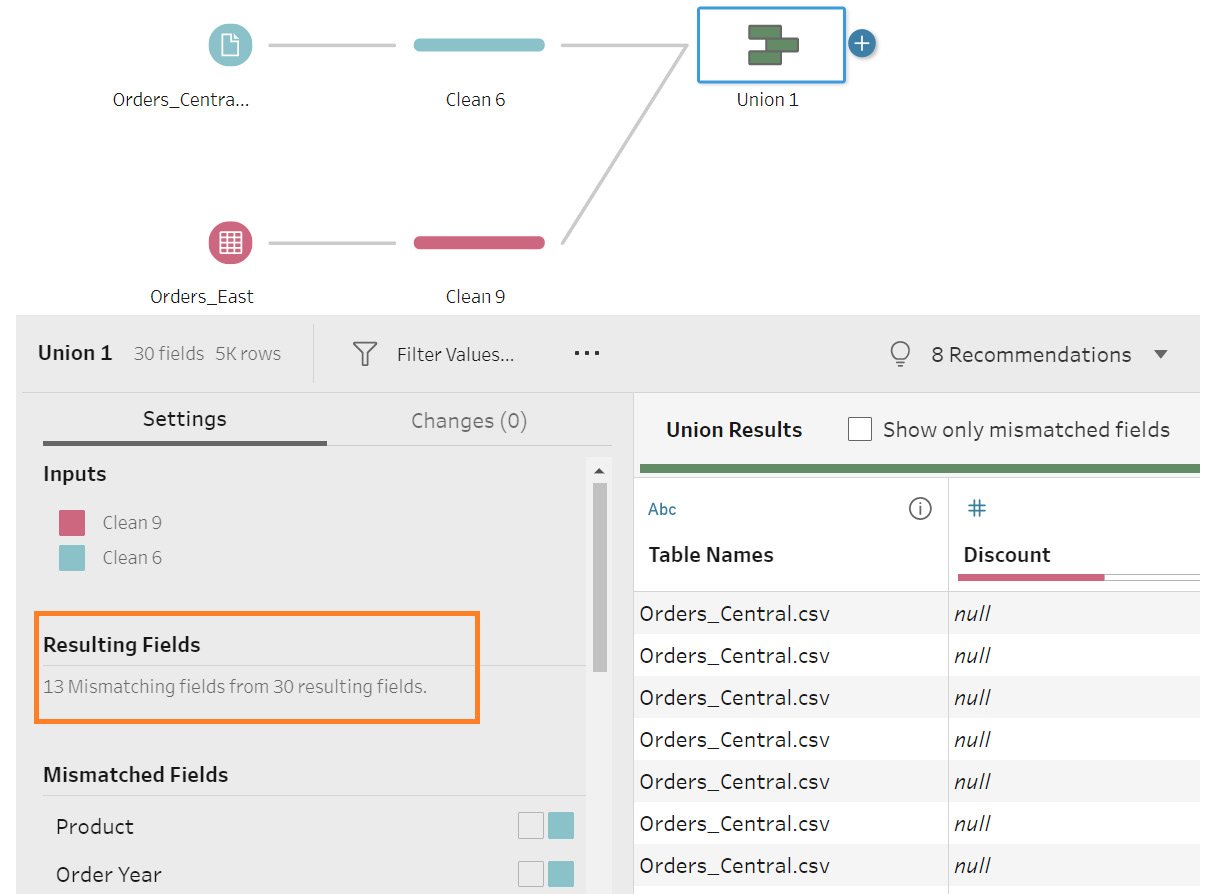 Orders_Centra...
Clean 6
Union 1
Orders_East
Clean 9
Union 1 30 fields 5K rows Filter Values... ... 8 Recommendations
Settings Changes (0)
Union Results Show only mismatched fields
Inputs
Clean 9
Clean 6
Resulting Fields
13 Mismatching fields from 30 resulting fields.
Mismatched Fields
Product
Order Year
Abc #
Table Names Discount
Orders_Central.csv null
Orders_Central.csv null
Orders_Central.csv null
Orders_Central.csv null
Orders_Central.csv null
Orders_Central.csv null
Orders_Central.csv null